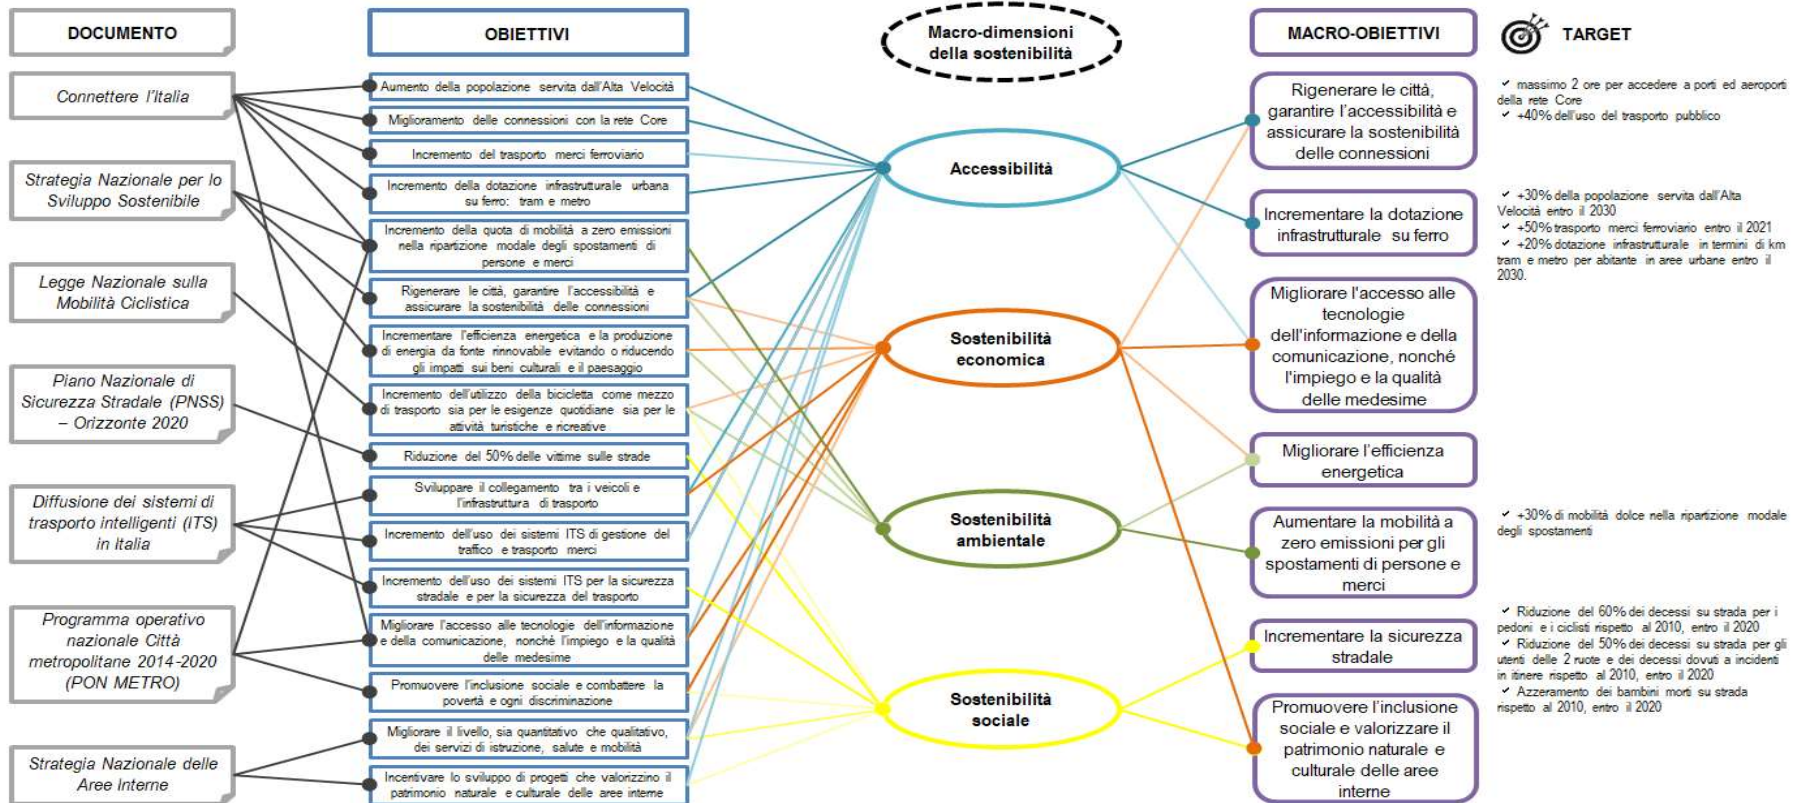 DOCUMENTO
Connettere l'Italia
Strategia Nazionale per lo
Sviluppo Sostenibile
Legge Nazionale sulla
Mobilità Ciclistica
Piano Nazionale di
Sicurezza Stradale (PNSS)
– Orizzonte 2020
Diffusione dei sistemi di
trasporto intelligenti (ITS)
in Italia
Programma operativo
nazionale Città
metropolitane 2014-2020
(PON METRO)
Strategia Nazionale delle
Aree Interne
OBIETTIVI
Aumento della popolazione servita dall'Alta Velocità
Miglioramento delle connessioni con la rete Core
Incremento del trasporto merci ferroviario
Incremento della dotazione infrastrutturale urbana
su ferro: tram e metro
Incremento della quota di mobilità a zero emissioni
nella ripartizione modale degli spostamenti di
persone e merci
Rigenerare le città, garantire l'accessibilità e
assicurare la sostenibilità delle connessioni
Incrementare l'efficienza energetica e la produzione
di energia da fonte rinnovabile evitando o riducendo
gli impatti sui beni culturali e il paesaggio
Incremento dell'utilizzo della bicicletta come mezzo
di trasporto sia per le esigenze quotidiane sia per le
attività turistiche e ricreative
Riduzione del 50% delle vittime sulle strade
Sviluppare il collegamento tra i veicoli e
l'infrastruttura di trasporto
Incremento dell'uso dei sistemi ITS di gestione del
traffico e trasporto merci
Incremento dell'uso dei sistemi ITS per la sicurezza
stradale e per la sicurezza del trasporto
Migliorare l'accesso alle tecnologie dell'informazione
e della comunicazione, nonché l'impiego e la qualità
delle medesime
Promuovere l'inclusione sociale e combattere la
povertà e ogni discriminazione
Migliorare il livello, sia quantitativo che qualitativo,
dei servizi di istruzione, salute e mobilità
Incentivare lo sviluppo di progetti che valorizzino il
patrimonio naturale e culturale delle aree interne
Macro-dimensioni
della sostenibilità
Accessibilità
Sostenibilità
economica
Sostenibilità
ambientale
Sostenibilità
sociale
MACRO-OBIETTIVI
Rigenerare le città,
garantire l'accessibilità e
assicurare la sostenibilità
delle connessioni
Incrementare la dotazione
infrastrutturale su ferro
Migliorare l'accesso alle
tecnologie
dell'informazione e della
comunicazione, nonché
l'impiego e la qualità
delle medesime
Migliorare l'efficienza
energetica
Aumentare la mobilità a
zero emissioni per gli
spostamenti di persone e
merci
Incrementare la sicurezza
stradale
Promuovere l'inclusione
sociale e valorizzare il
patrimonio naturale e
culturale delle aree
interne
TARGET
✓ massimo 2 ore per accedere a porti ed aeroporti
della rete Core
✓ +40% dell'uso del trasporto pubblico
✓ +30% della popolazione servita dall'Alta
Velocità entro il 2030
✓ +50% trasporto merci ferroviario entro il 2021
✓ +20% dotazione infrastrutturale in termini di km
tram e metro per abitante in aree urbane entro il
2030.
✓ +30% di mobilità dolce nella ripartizione modale
degli spostamenti
✓ Riduzione del 60% dei decessi su strada per i
pedoni e i ciclisti rispetto al 2010, entro il 2020
✓ Riduzione del 50% dei decessi su strada per gli
utenti delle 2 ruote e dei decessi dovuti a incidenti
in itinere rispetto al 2010, entro il 2020
✓ Azzeramento dei bambini morti su strada
rispetto al 2010, entro il 2020